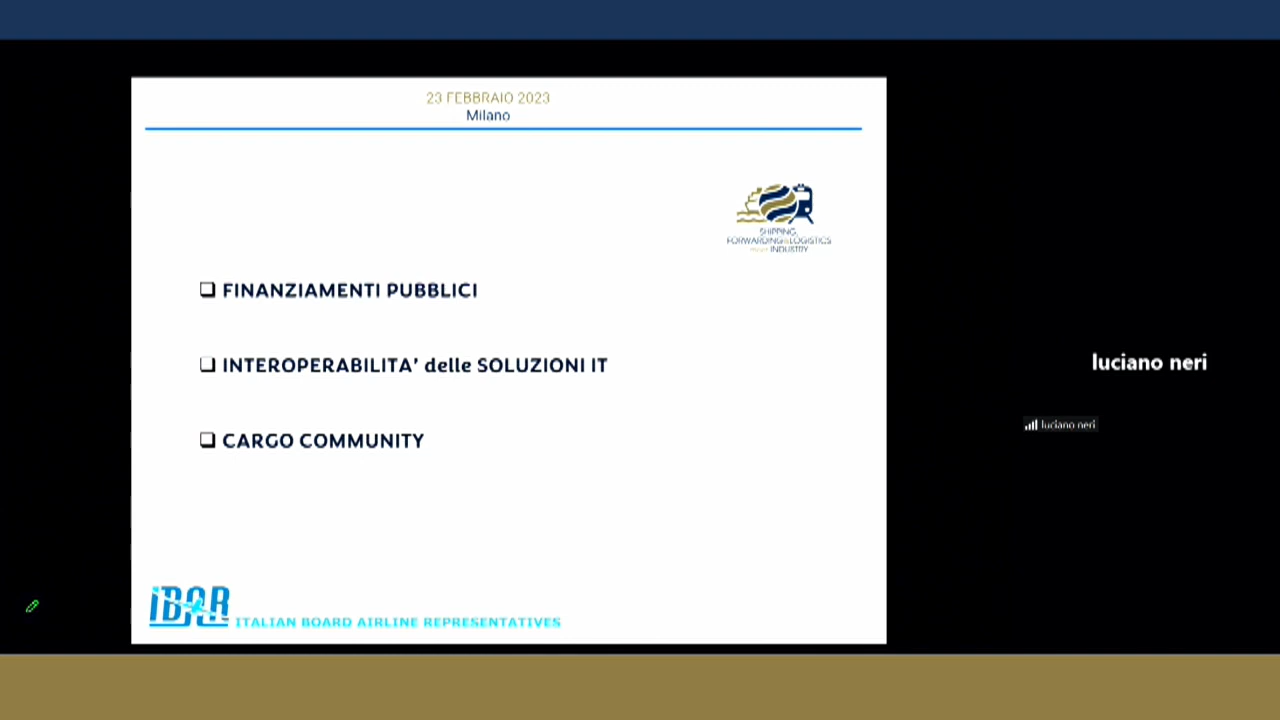 23 FEBBRAIO 2023
Milano
SHIPPING,
FORWARDING&LOGISTICS
INDUSTRY
❑ FINANZIAMENTI PUBBLICI
❑ INTEROPERABILITA’ delle SOLUZIONI IT
❑ CARGO COMMUNITY
luciano neri
luciano neri
IBAR ITALIAN BOARD AIRLINE REPRESENTATIVES